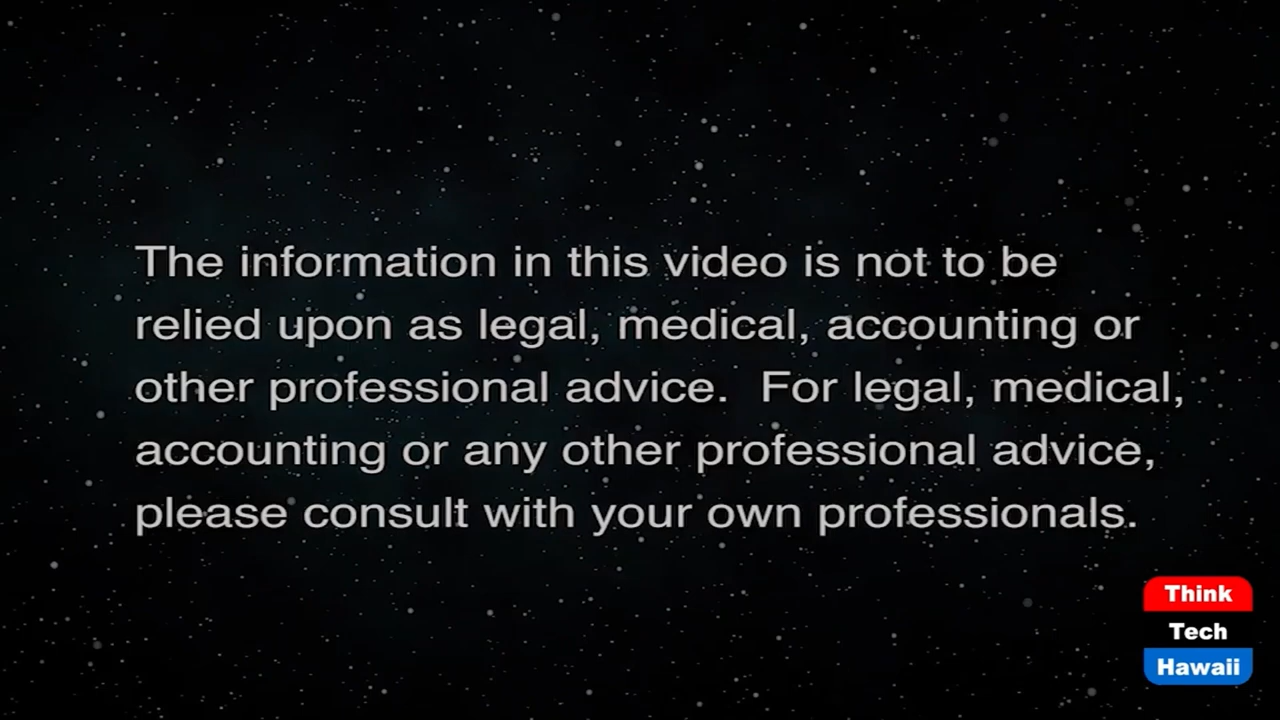 The information in this video is not to be
relied upon as legal, medical, accounting or
other professional advice.  For legal, medical,
accounting or any other professional advice,
please consult with your own professionals.
Think
Tech
Hawaii